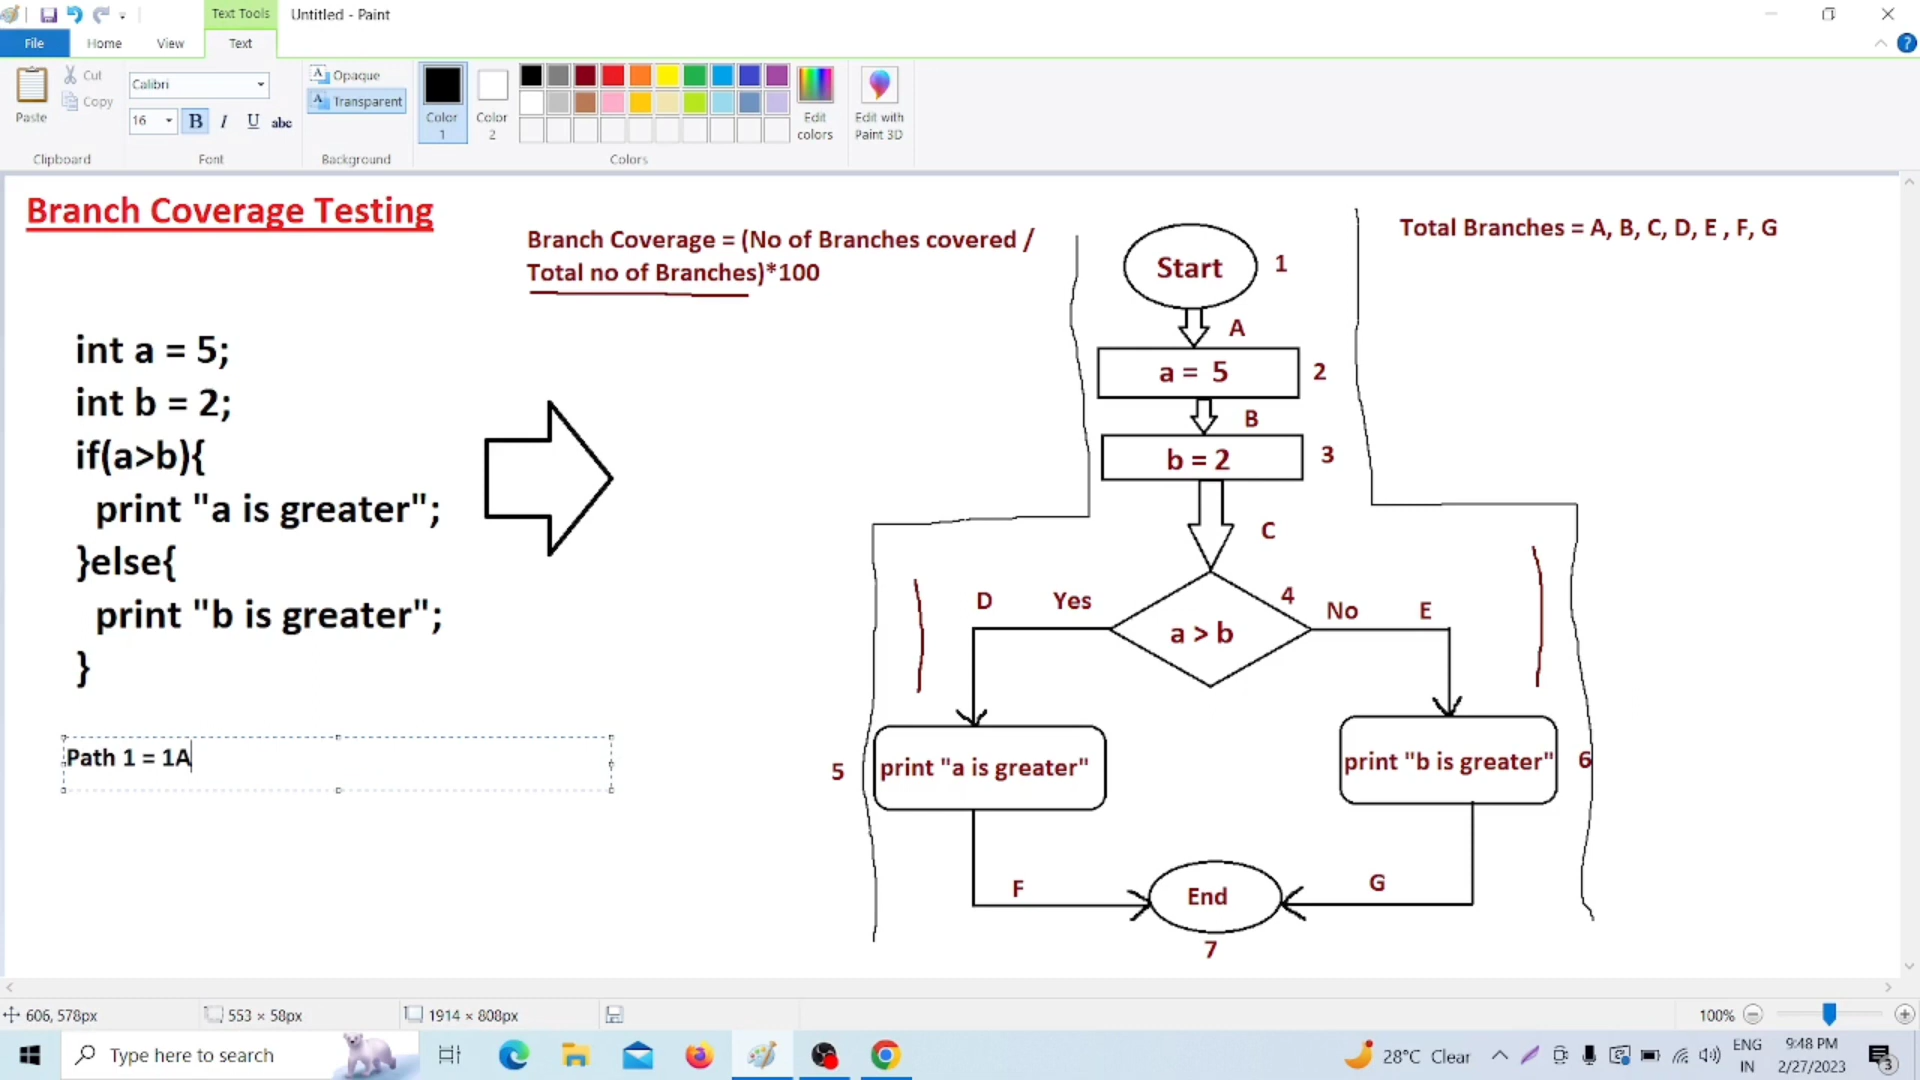 Text Tools
Untitled - Paint
File
Home
View
Text
Paste
Cut
Copy
Clipboard
Calibri
16
B I U abc
Font
Opaque
Transparent
Background
Color 1
Color 2
Edit colors
Colors
Edit with Paint 3D
Branch Coverage Testing
Branch Coverage = (No of Branches covered /
Total no of Branches)*100
int a = 5;
int b = 2;
if(a>b){
print "a is greater";
}else{
print "b is greater";
}
Path 1 = 1A
Total Branches = A, B, C, D, E , F, G
Start
1
A
a = 5
2
B
b = 2
3
C
D
Yes
a > b
4
No
E
5
print "a is greater"
print "b is greater"
6
F
End
G
7
606, 578px
553 × 58px
1914 × 808px
100%
Type here to search
28°C Clear
ENG
IN
9:48 PM
2/27/2023
3